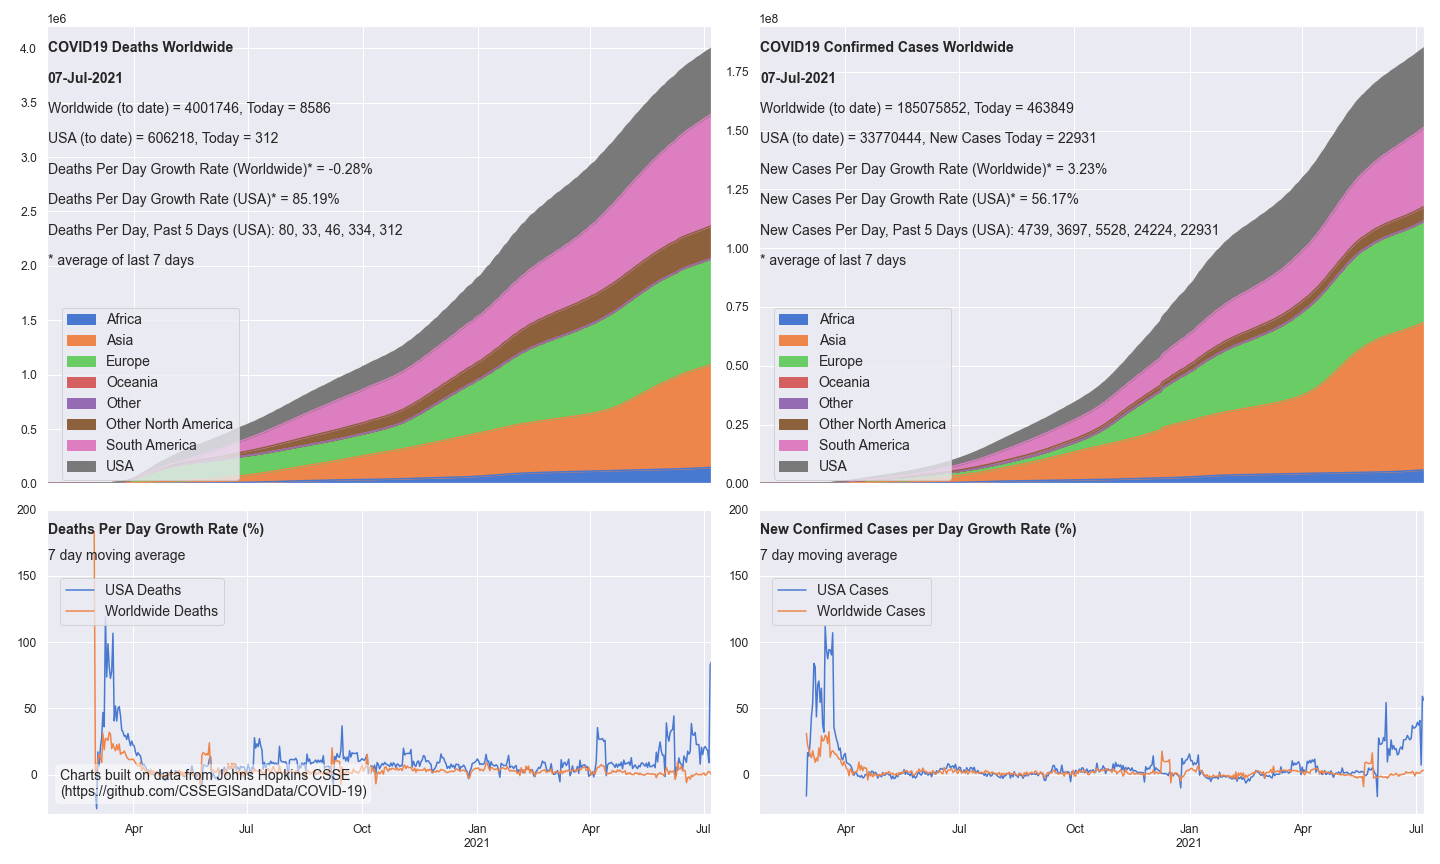 1e6
4.0
3.5
3.0
2.5
2.0
1.5
1.0
0.5
0.0
COVID19 Deaths Worldwide
07-Jul-2021
Worldwide (to date) = 4001746, Today = 8586
USA (to date) = 606218, Today = 312
Deaths Per Day Growth Rate (Worldwide)* = -0.28%
Deaths Per Day Growth Rate (USA)* = 85.19%
Deaths Per Day, Past 5 Days (USA): 80, 33, 46, 334, 312
* average of last 7 days
Africa
Asia
Europe
Oceania
Other
Other North America
South America
USA
1e8
1.75
1.50
1.25
1.00
0.75
0.50
0.25
0.00
COVID19 Confirmed Cases Worldwide
07-Jul-2021
Worldwide (to date) = 185075852, Today = 463849
USA (to date) = 33770444, New Cases Today = 22931
New Cases Per Day Growth Rate (Worldwide)* = 3.23%
New Cases Per Day Growth Rate (USA)* = 56.17%
New Cases Per Day, Past 5 Days (USA): 4739, 3697, 5528, 24224, 22931
* average of last 7 days
Africa
Asia
Europe
Oceania
Other
Other North America
South America
USA
200
150
100
50
0
Deaths Per Day Growth Rate (%)
7 day moving average
USA Deaths
Worldwide Deaths
Charts built on data from Johns Hopkins CSSE
(https://github.com/CSSEGISandData/COVID-19)
Apr
Jul
Oct
Jan
2021
Apr
Jul
200
150
100
50
0
New Confirmed Cases per Day Growth Rate (%)
7 day moving average
USA Cases
Worldwide Cases
Apr
Jul
Oct
Jan
2021
Apr
Jul